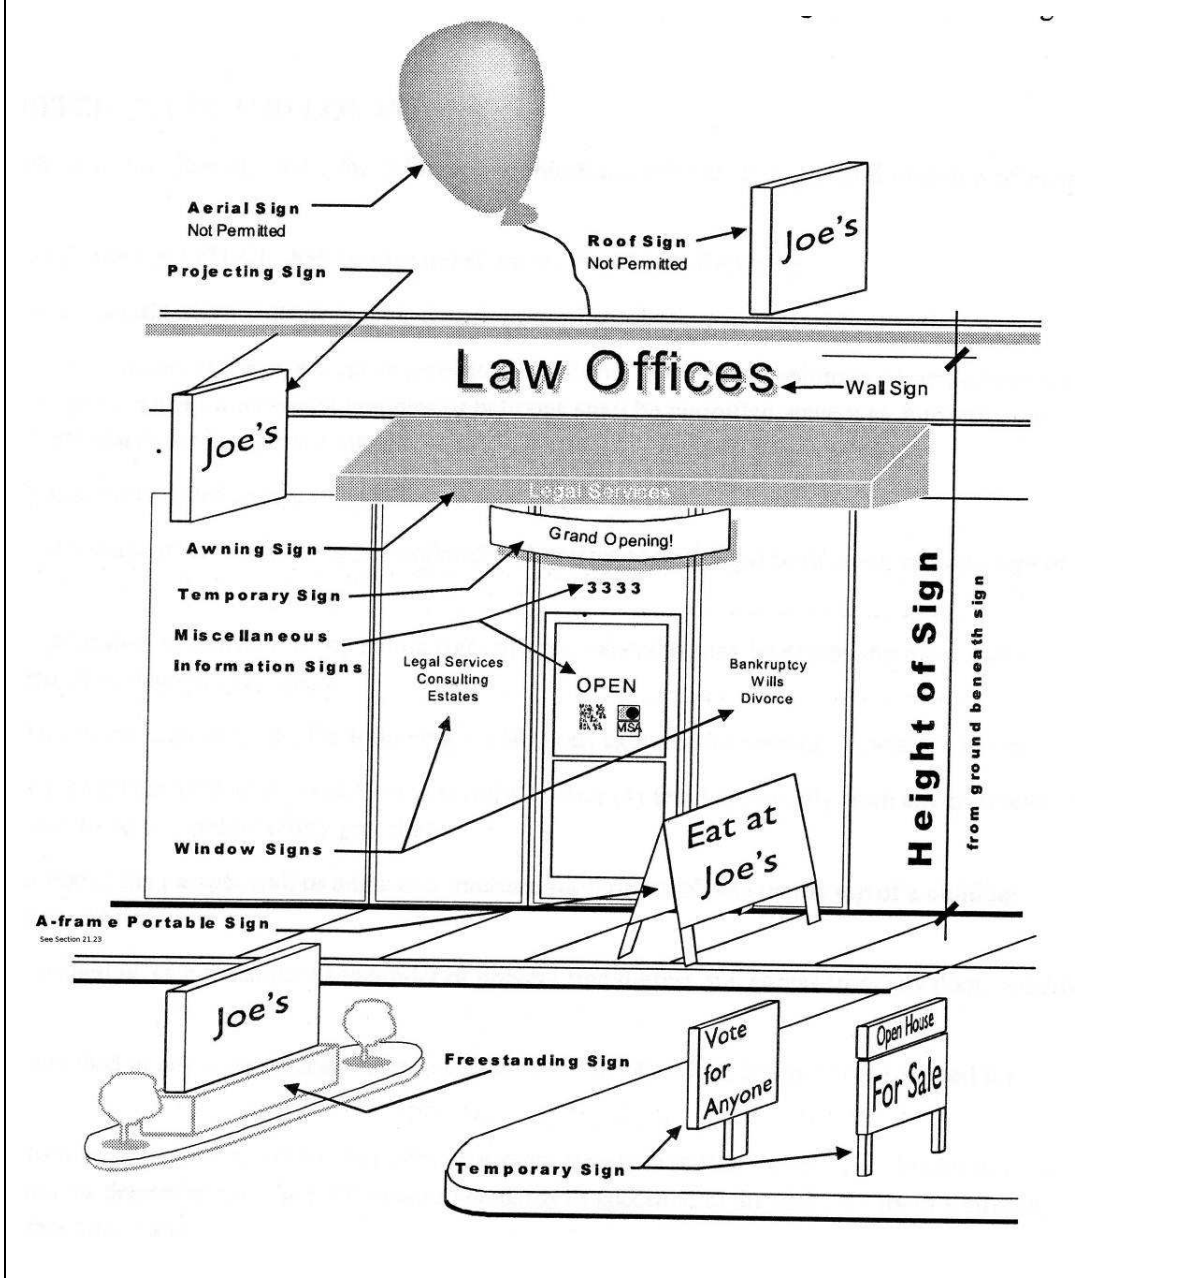 Aerial Sign
Not Permitted
Projecting Sign
Roof Sign
Not Permitted
Joe's
Law Offices
Wall Sign
Joe's
Legal Services
Awning Sign
Grand Opening!
Temporary Sign
3333
Miscellaneous
Information Signs
Legal Services
Consulting
Estates
OPEN
MSA
Bankruptcy
Wills
Divorce
Height of Sign
from ground beneath sign
Window Signs
Eat at
Joe's
A-frame Portable Sign
See Section 21.23
Joe's
Freestanding Sign
Vote
for
Anyone
Open House
For Sale
Temporary Sign